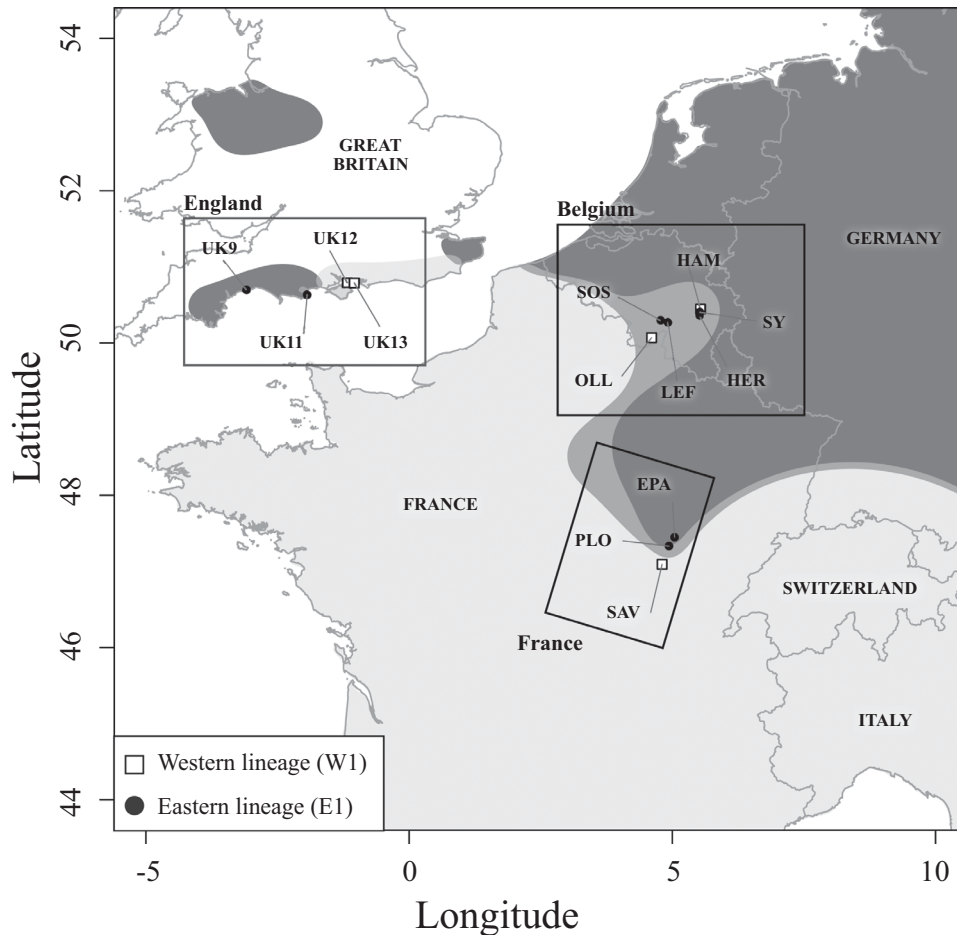 54
52
50
48
46
44
Latitude
-5
0
5
10
Longitude
GREAT
BRITAIN
England
UK9
UK12
UK11
UK13
Belgium
GERMANY
HAM
SOS
SY
OLL
LEF
HER
FRANCE
EPA
PLO
SAV
France
SWITZERLAND
ITALY
Western lineage (W1)
Eastern lineage (E1)